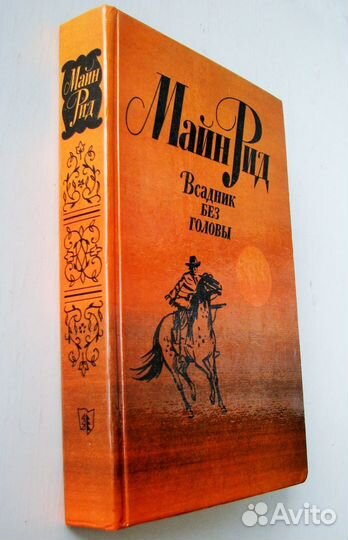 Майн
Рид
Майн Рид
Всадник
без
головы
Avito